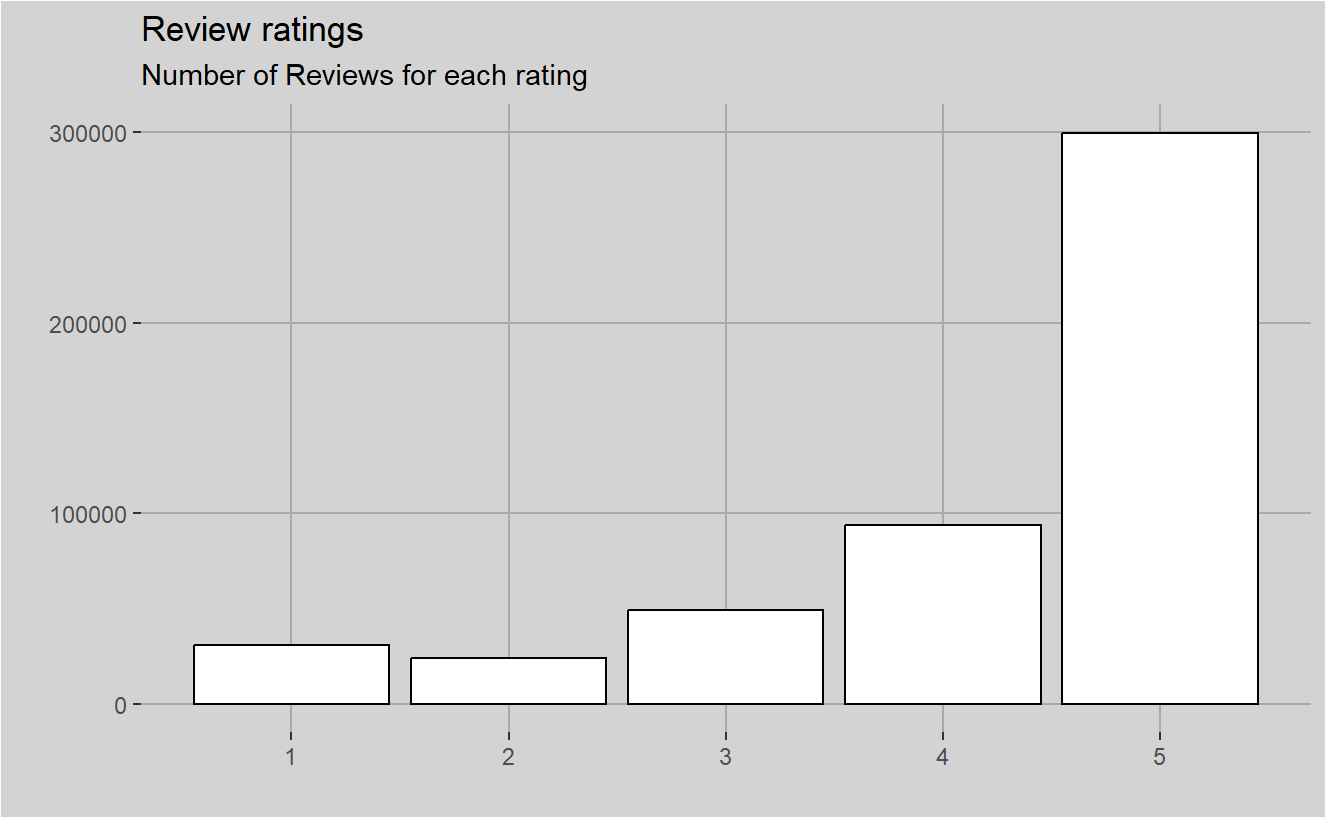 Review ratings
Number of Reviews for each rating
300000
200000
100000
0
1 2 3 4 5